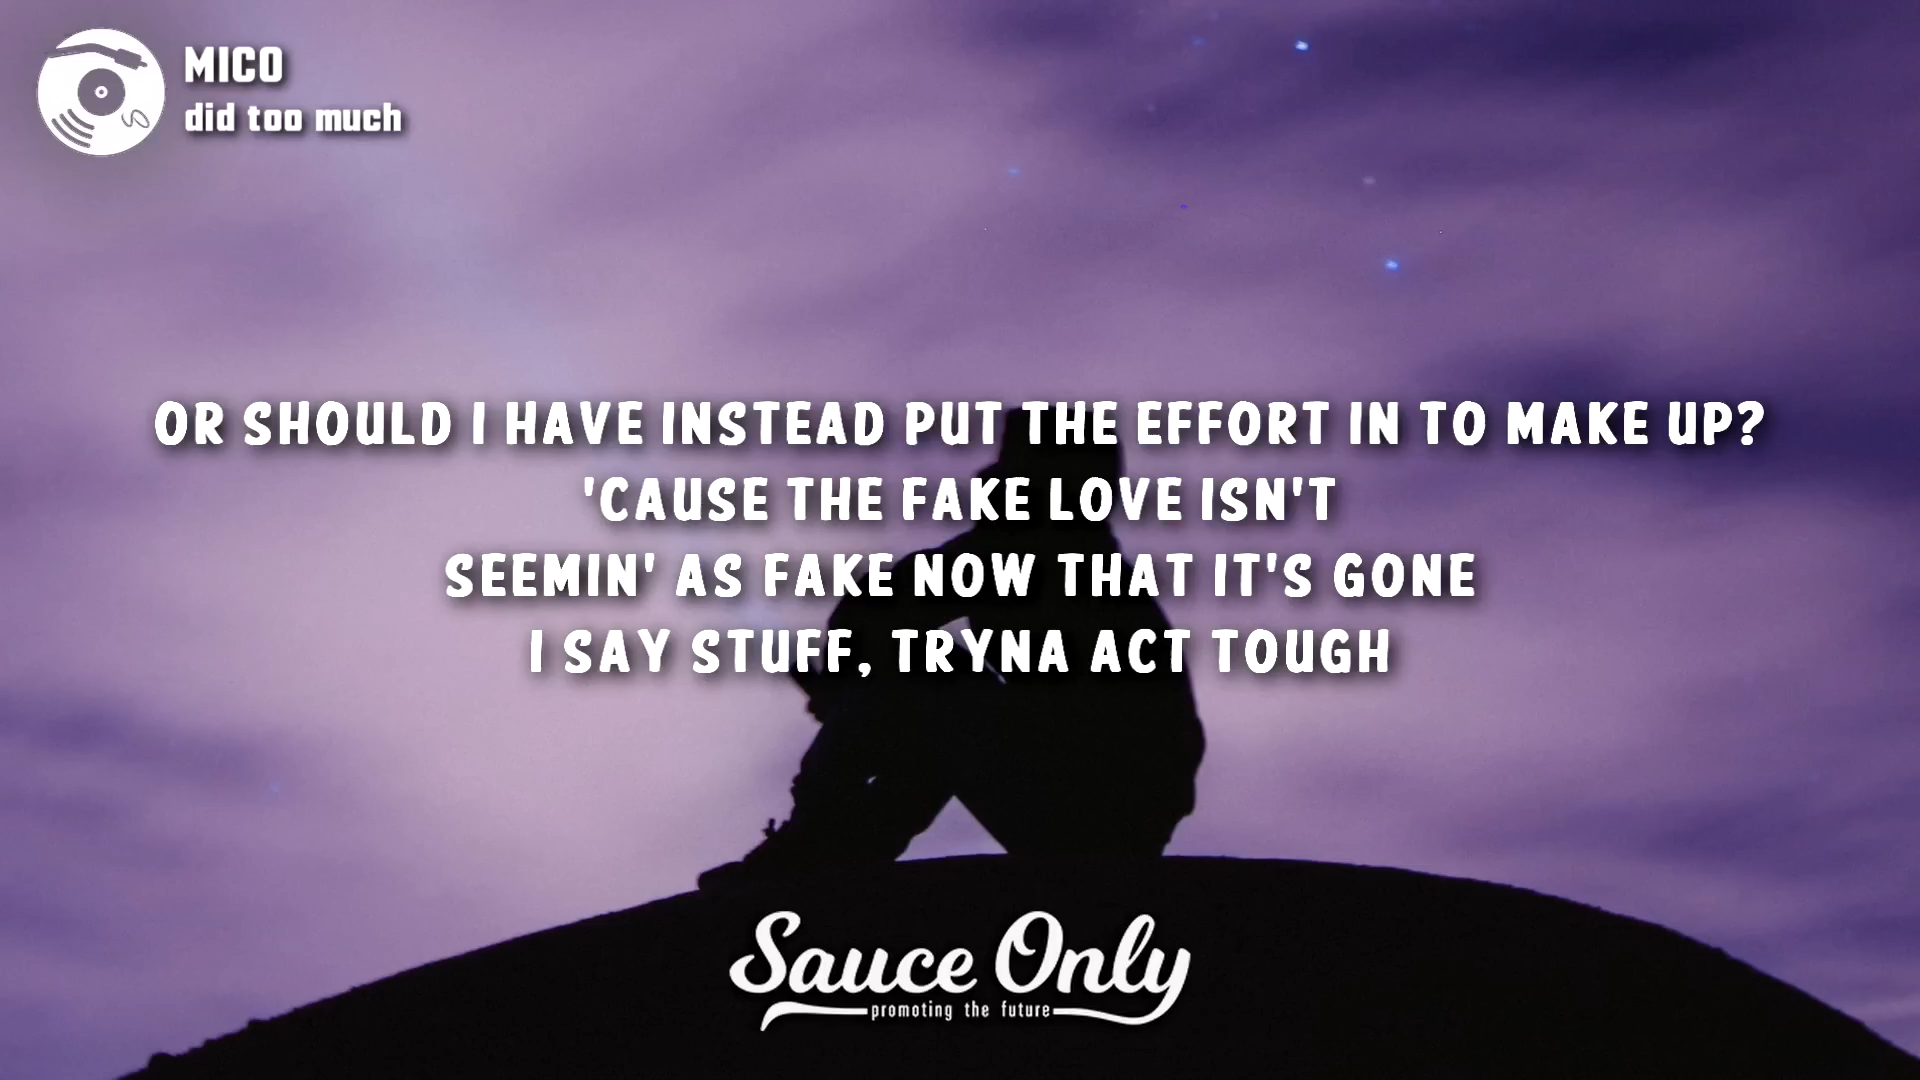 MICO
did too much
OR SHOULD I HAVE INSTEAD PUT THE EFFORT IN TO MAKE UP?
'CAUSE THE FAKE LOVE ISN'T
SEEMIN' AS FAKE NOW THAT IT'S GONE
I SAY STUFF, TRYNA ACT TOUGH
Sauce Only
promoting the future